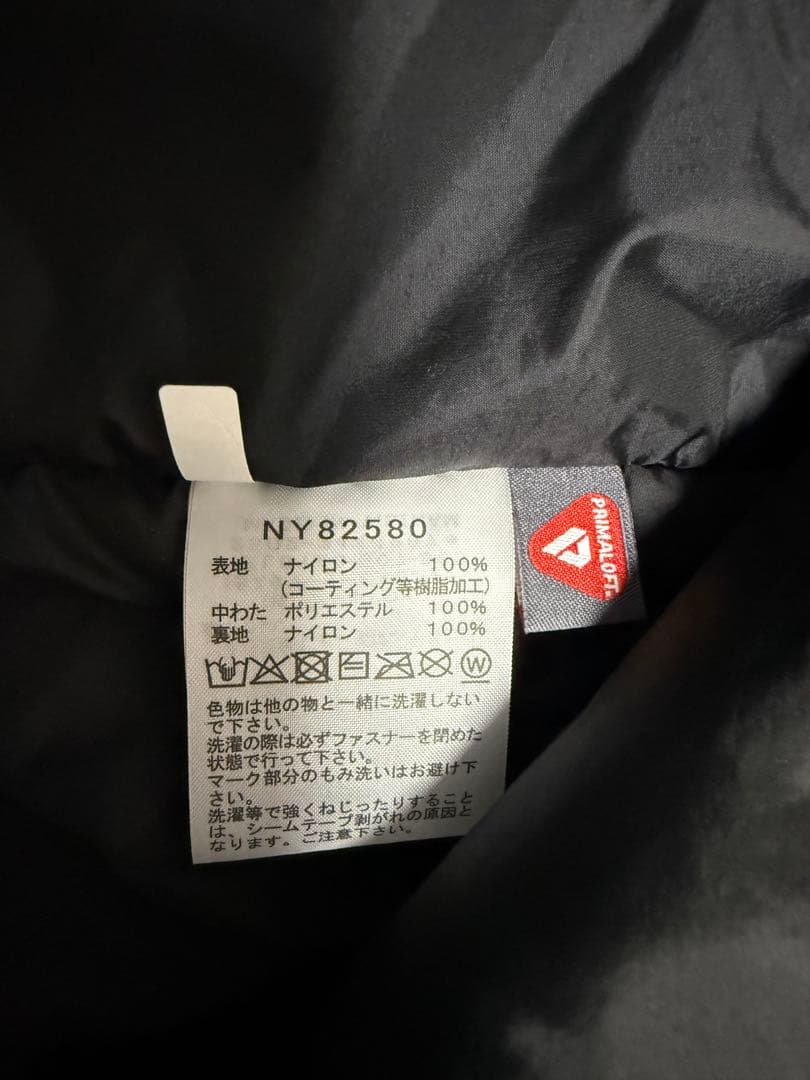 NY82580
表地 ナイロン 100%
(コーティング等樹脂加工)
中わた ポリエステル 100%
裏地 ナイロン 100%
W
色物は他の物と一緒に洗濯しない
で下さい。
洗濯の際は必ずファスナーを閉めた
状態で行って下さい。
マーク部分のもみ洗いはお避け下
さい。
洗濯等で強くねじったりすること
は、シームテープ剥がれの原因と
なります。ご注意下さい。
PRIMALOFT